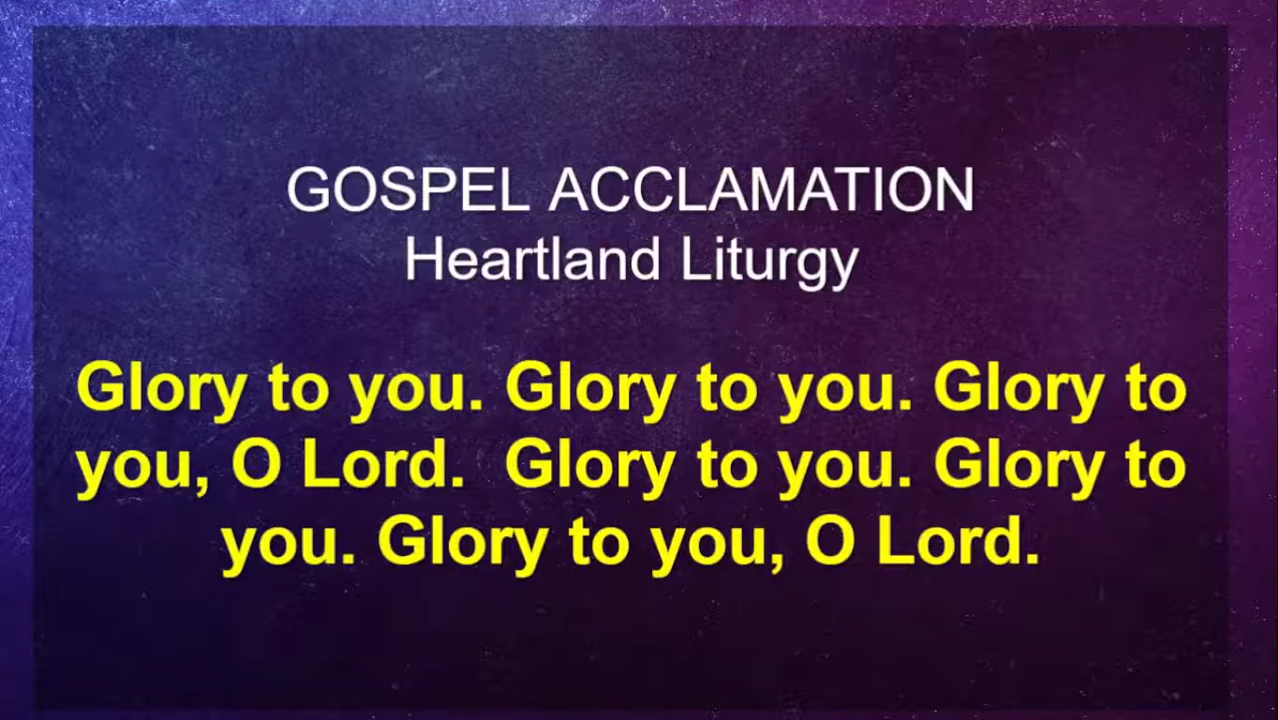 GOSPEL ACCLAMATION
Heartland Liturgy
Glory to you. Glory to you. Glory to
you, O Lord.  Glory to you. Glory to
you. Glory to you, O Lord.